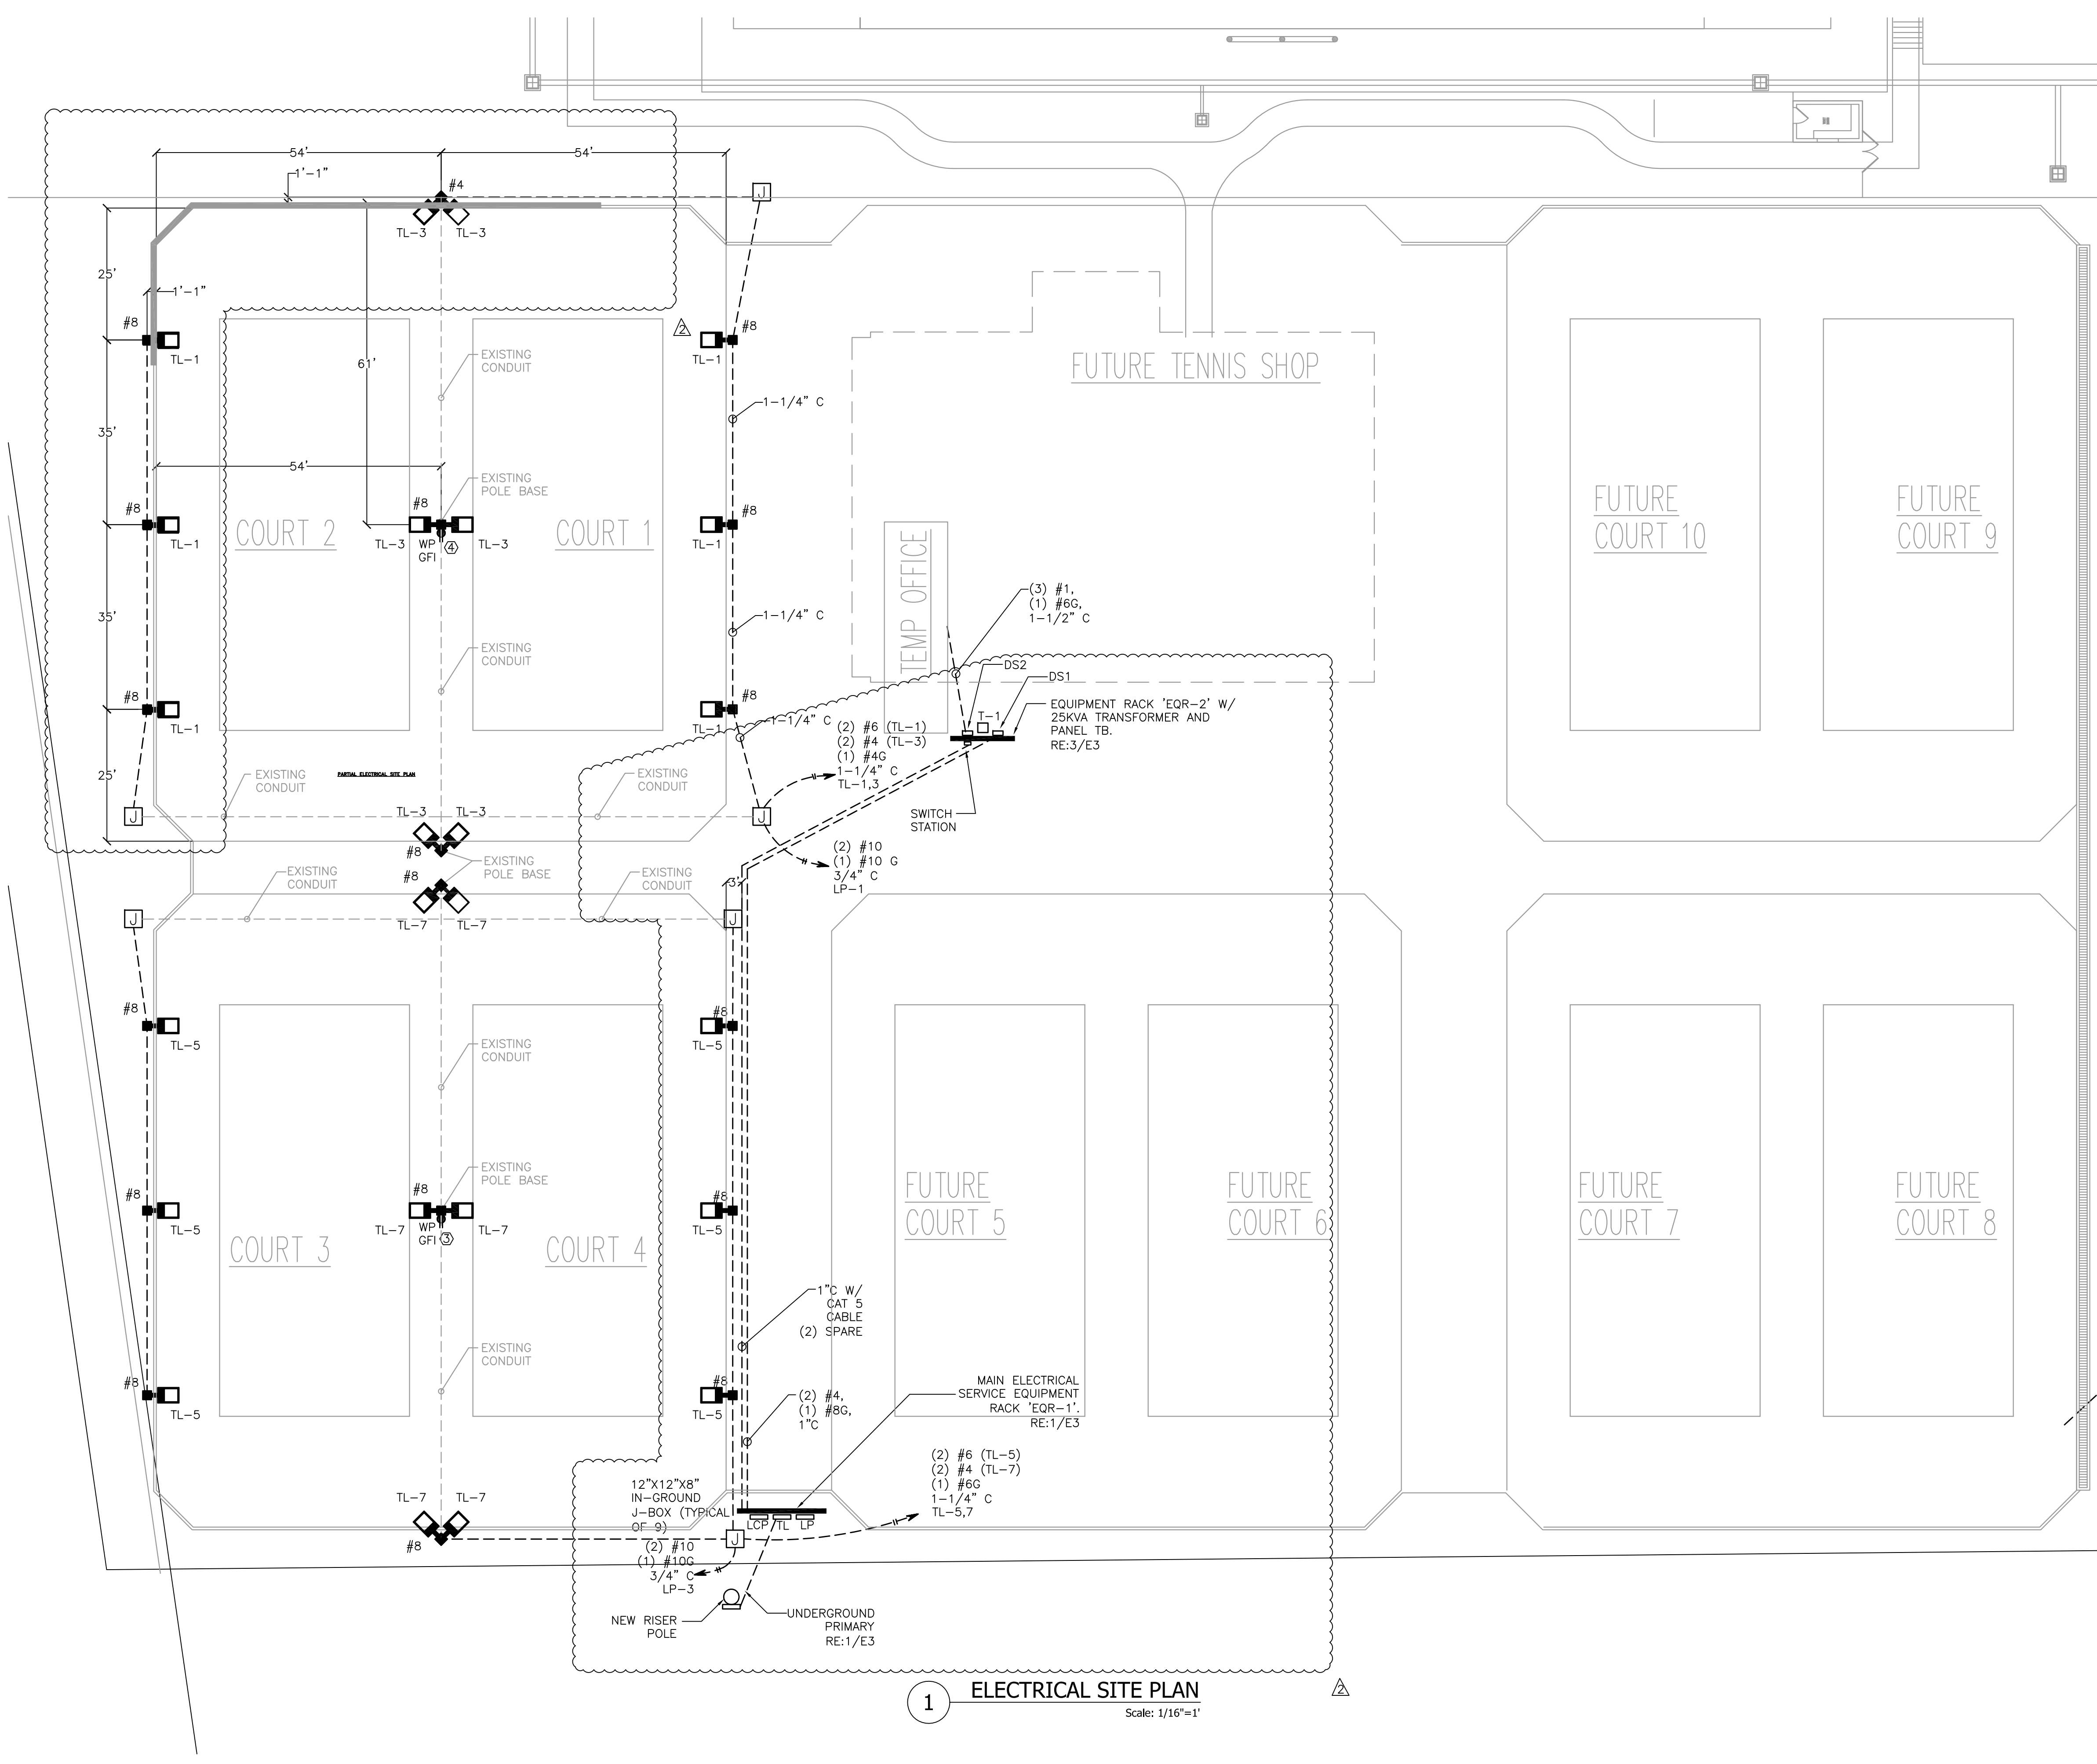 54'
54'
1'-1"
#4
J
TL-3
TL-3
25'
1'-1"
#8
TL-1
#8
2
TL-1
EXISTING
CONDUIT
61'
FUTURE TENNIS SHOP
1-1/4" C
35'
54'
EXISTING
POLE BASE
#8
TL-1
COURT 2
#8
TL-3
WP
GFI
4
TL-3
COURT 1
#8
TL-1
FUTURE
COURT 10
FUTURE
COURT 9
TEMP OFFICE
(3) #1,
(1) #6G,
1-1/2" C
35'
1-1/4" C
EXISTING
CONDUIT
DS2
DS1
#8
TL-1
#8
TL-1
1-1/4" C
T-1
EQUIPMENT RACK 'EQR-2' W/
25KVA TRANSFORMER AND
PANEL TB.
RE:3/E3
(2) #6 (TL-1)
(2) #4 (TL-3)
(1) #4G
1-1/4" C
TL-1,3
25'
EXISTING
CONDUIT
PARTIAL ELECTRICAL SITE PLAN
EXISTING
CONDUIT
J
TL-3
TL-3
J
SWITCH
STATION
#8
EXISTING
POLE BASE
(2) #10
(1) #10 G
3/4" C
LP-1
EXISTING
CONDUIT
#8
EXISTING
CONDUIT
3'
J
TL-7
TL-7
J
#8
TL-5
#8
TL-5
EXISTING
CONDUIT
EXISTING
POLE BASE
#8
TL-5
#8
TL-7
WP
GFI
3
TL-7
#8
TL-5
COURT 3
COURT 4
FUTURE
COURT 5
FUTURE
COURT 6
FUTURE
COURT 7
FUTURE
COURT 8
1"C W/
CAT 5
CABLE
(2) SPARE
EXISTING
CONDUIT
#8
TL-5
#8
TL-5
(2) #4,
(1) #8G,
1"C
MAIN ELECTRICAL
SERVICE EQUIPMENT
RACK 'EQR-1'.
RE:1/E3
(2) #6 (TL-5)
(2) #4 (TL-7)
(1) #6G
1-1/4" C
TL-5,7
12"X12"X8"
IN-GROUND
J-BOX (TYPICAL
OF 9)
TL-7
TL-7
LCP
TL
LP
#8
J
(2) #10
(1) #10G
3/4" C
LP-3
NEW RISER
POLE
UNDERGROUND
PRIMARY
RE:1/E3
1
ELECTRICAL SITE PLAN
Scale: 1/16"=1'
2